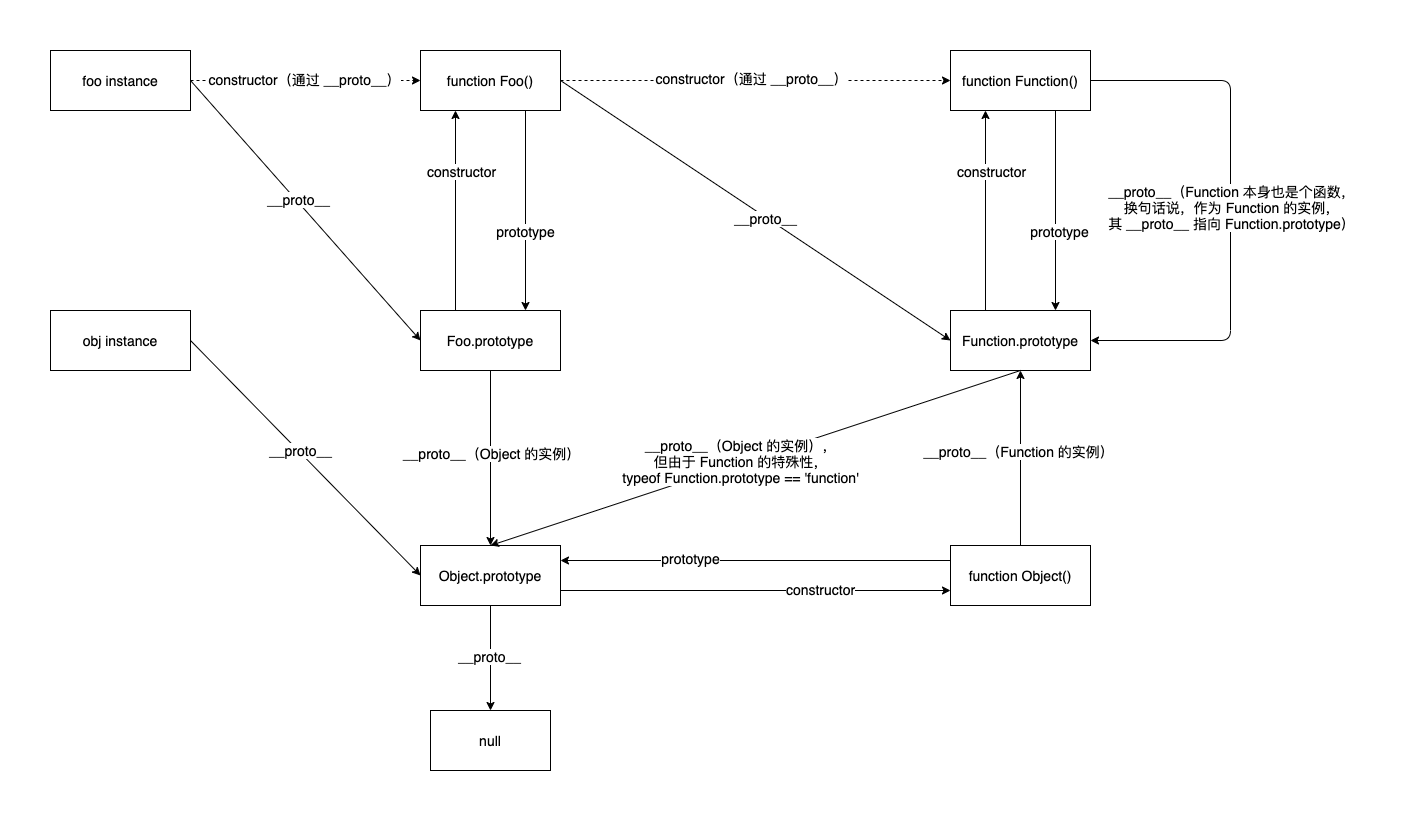 foo instance
constructor（通过 __proto__）
function Foo()
constructor（通过 __proto__）
function Function()
constructor
constructor
__proto__（Function 本身也是个函数，
换句话说，作为 Function 的实例，
其 __proto__ 指向 Function.prototype）
__proto__
__proto__
prototype
prototype
obj instance
Foo.prototype
Function.prototype
__proto__
__proto__（Object 的实例）
__proto__（Object 的实例），
但由于 Function 的特殊性，
typeof Function.prototype == 'function'
__proto__（Function 的实例）
prototype
Object.prototype
function Object()
constructor
__proto__
null